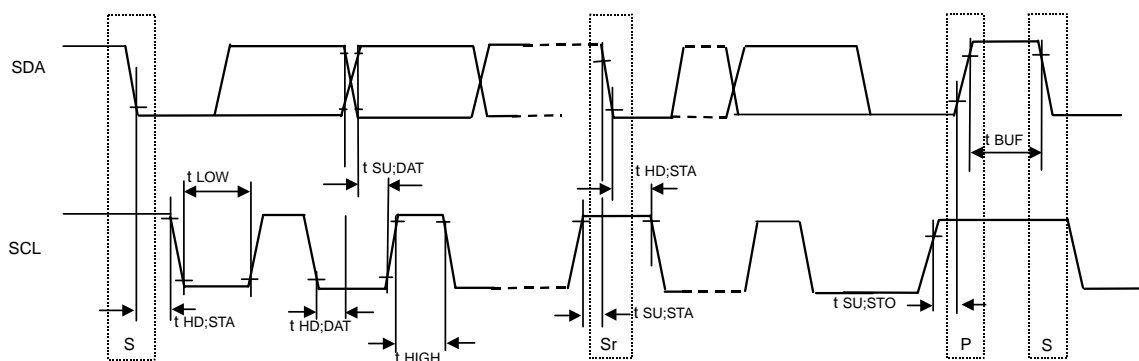 SDA
t BUF
t SU;DAT
t HD;STA
t LOW
SCL
t SU;STO
t HD;STA
t HD;DAT
t SU;STA
t HIGH
S
Sr
P
S